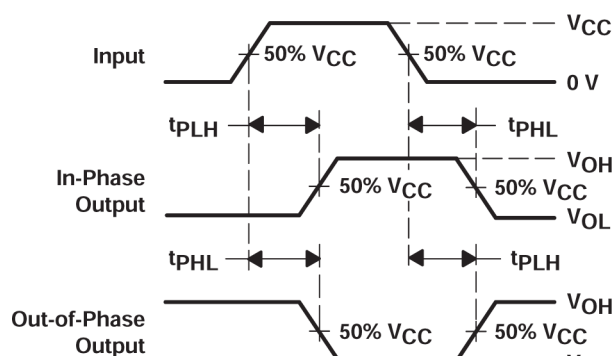 VCC
Input
50% VCC
50% VCC
0 V
tPLH
tPHL
VOH
In-Phase
Output
50% VCC
50% VCC
VOL
tPHL
tPLH
VOH
Out-of-Phase
Output
50% VCC
50% VCC